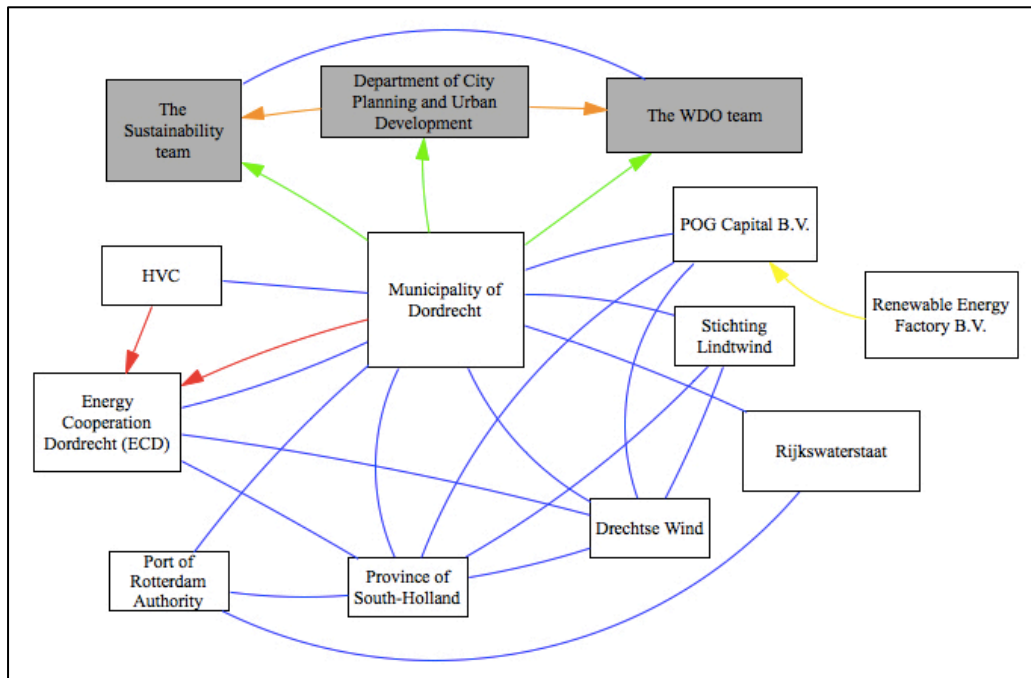 The
Sustainability
team
Department of City
Planning and Urban
Development
The WDO team
POG Capital B.V.
HVC
Municipality of
Dordrecht
Renewable Energy
Factory B.V.
Stichting
Lindtwind
Energy
Cooperation
Dordrecht (ECD)
Rijkswaterstaat
Drechtse Wind
Port of
Rotterdam
Authority
Province of
South-Holland